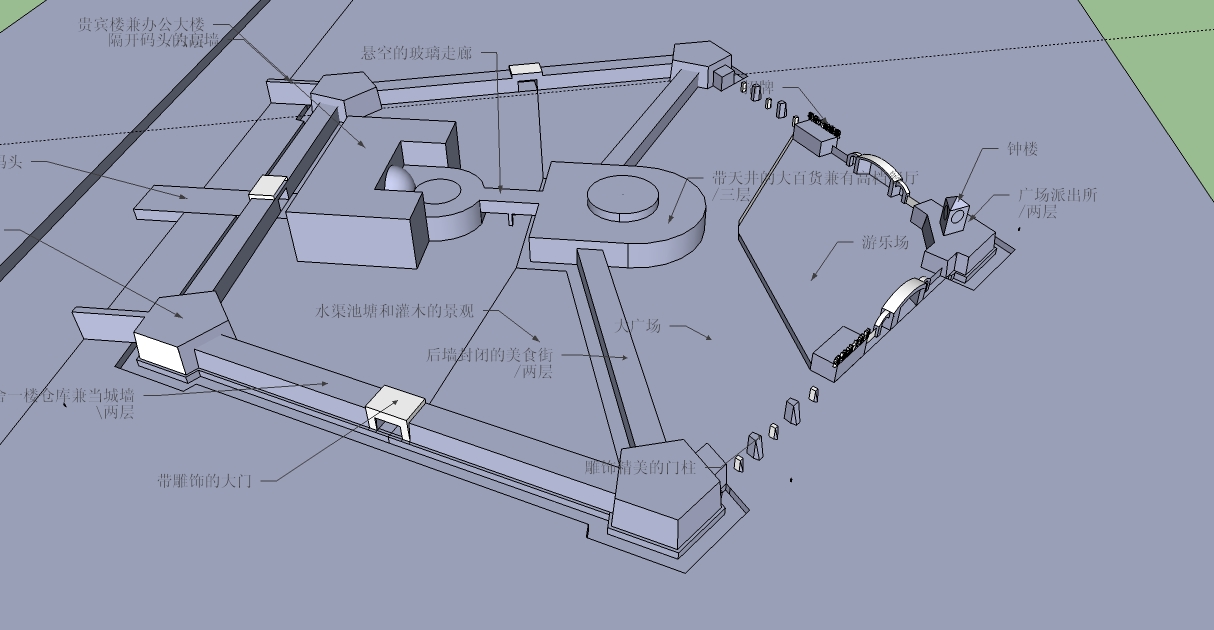 贵宾楼兼办公大楼
隔开码头的高墙
悬空的玻璃走廊
牌
码头
钟楼
带天井的大百货兼有高档餐厅
/三层
广场派出所
/两层
游乐场
水渠池塘和灌木的景观
大广场
后墙封闭的美食街
/两层
舍一楼仓库兼当城墙
\两层
带雕饰的大门
雕饰精美的门柱